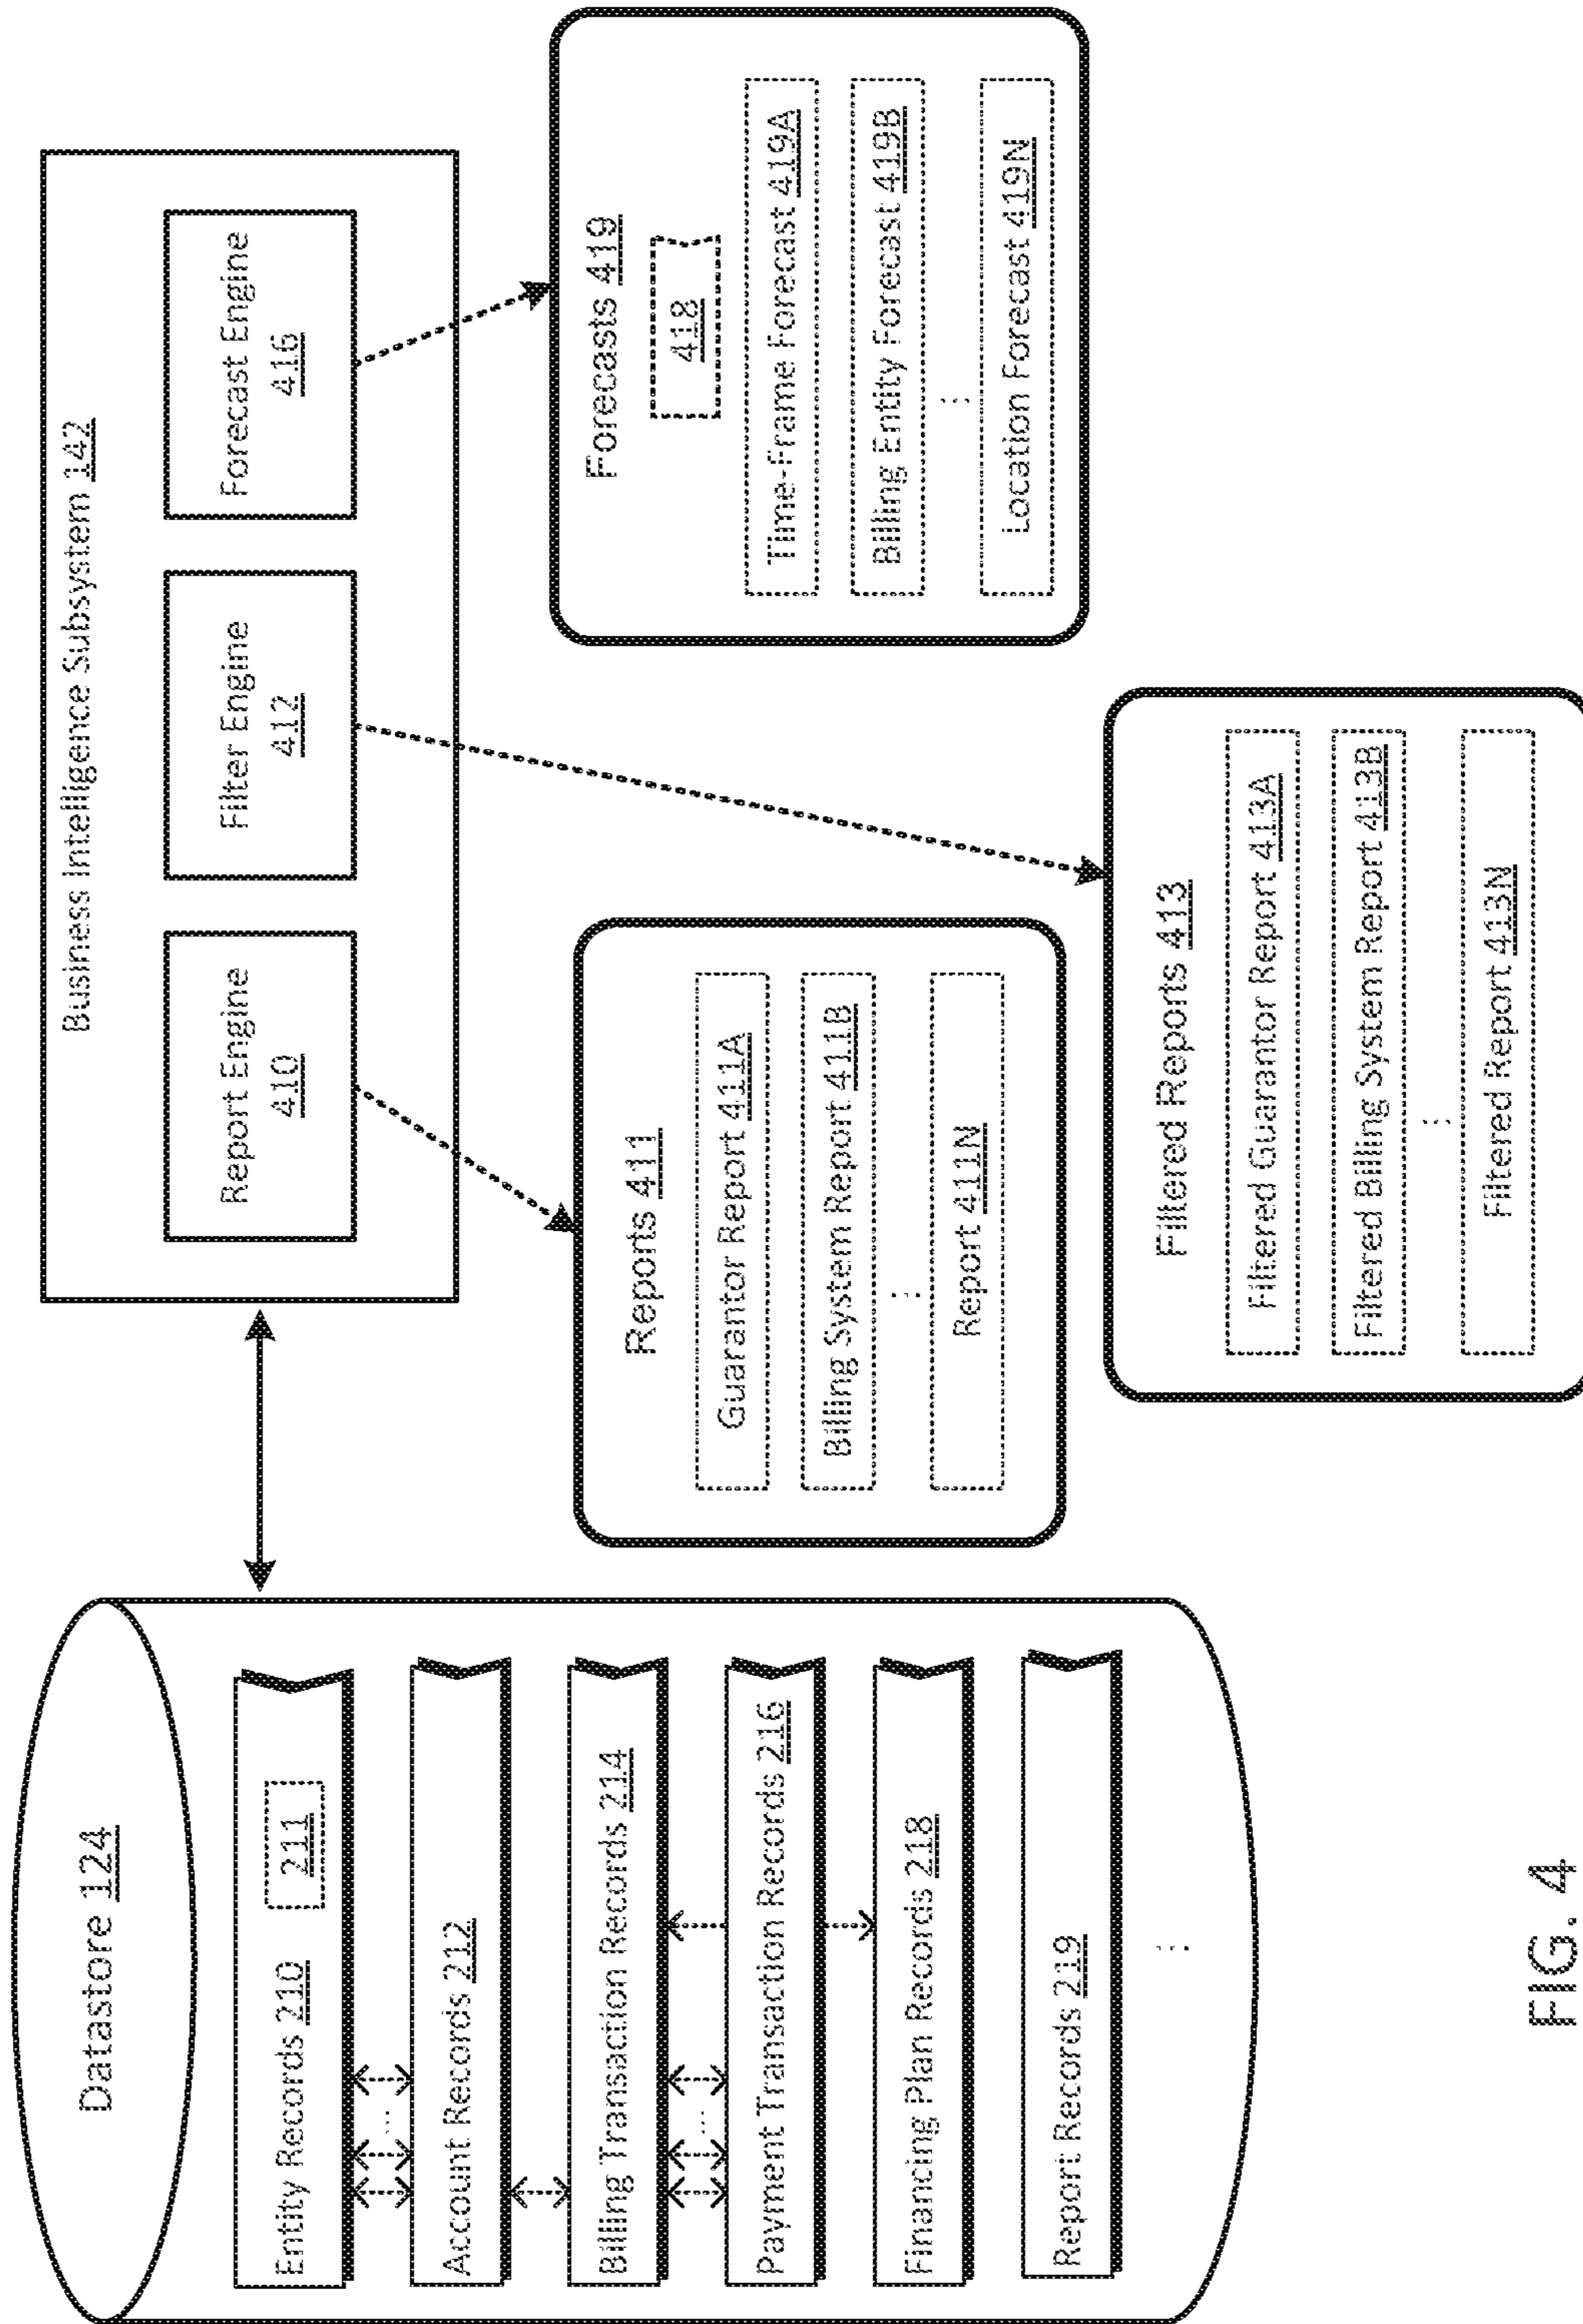 Datastore 124
Entity Records 210
211
...
Account Records 212
Billing Transaction Records 214
...
Payment Transaction Records 216
Financing Plan Records 218
Report Records 219
...
Business Intelligence Subsystem 142
Report Engine
410
Filter Engine
412
Forecast Engine
416
Reports 411
Guarantor Report 411A
Billing System Report 411B
...
Report 411N
Filtered Reports 413
Filtered Guarantor Report 413A
Filtered Billing System Report 413B
...
Filtered Report 413N
Forecasts 419
418
Time-Frame Forecast 419A
Billing Entity Forecast 419B
...
Location Forecast 419N
FIG. 4